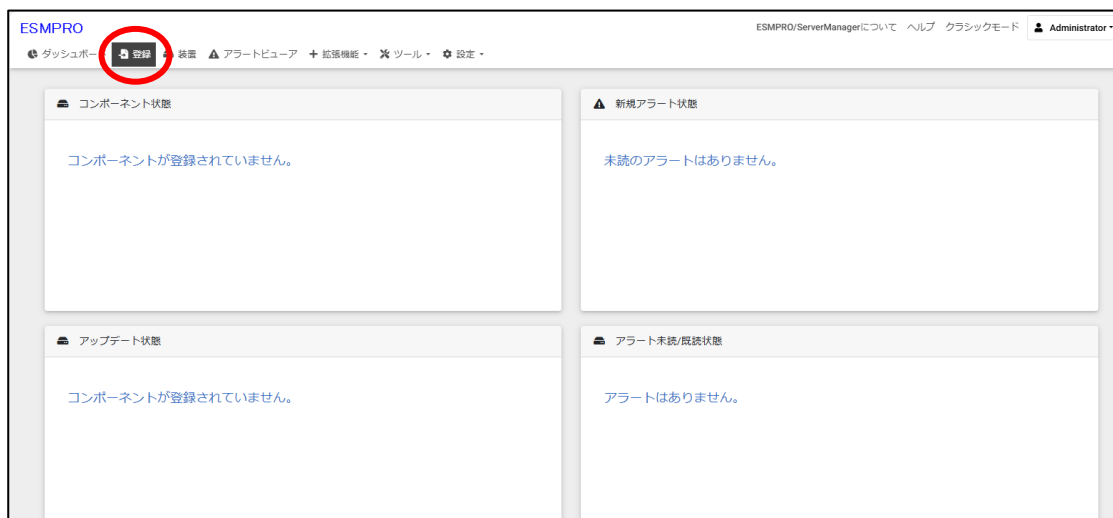 ESMPRO
ESMPRO/ServerManagerについて ヘルプ クラシックモード Administrator
ダッシュボー 登録 装置 アラートビューア 拡張機能 ツール 設定
コンポーネント状態
コンポーネントが登録されていません。
新規アラート状態
未読のアラートはありません。
アップデート状態
コンポーネントが登録されていません。
アラート未読/既読状態
アラートはありません。